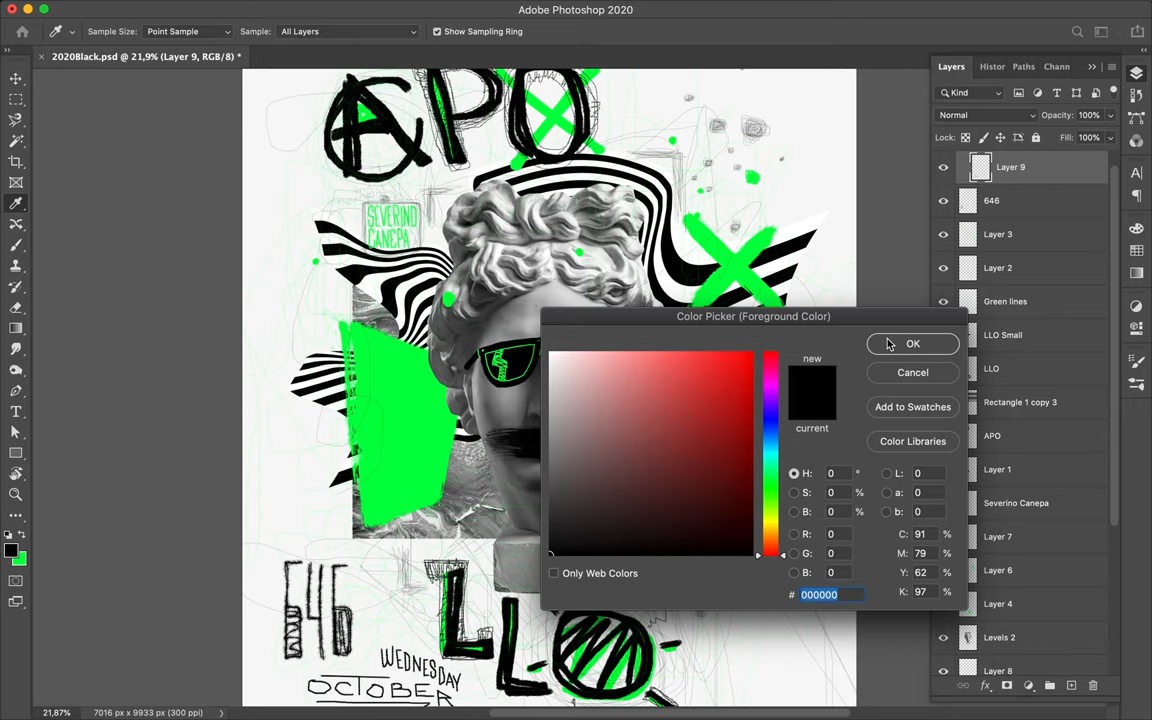 Adobe Photoshop 2020
Sample Size: Point Sample Sample: All Layers Show Sampling Ring
2020Black.psd @ 21,9% (Layer 9, RGB/8) *
Layers Histor Paths Chann
Kind
Normal Opacity: 100%
Lock: Fill: 100%
Layer 9
646
Layer 3
Layer 2
Green lines
LLO Small
LLO
Rectangle 1 copy 3
APO
Layer 1
Severino Canepa
Layer 7
Layer 6
Layer 4
Levels 2
Layer 8
APO
SEVERINO
CANEPA
646
LLO
WEDNESDAY
OCTOBER
Color Picker (Foreground Color)
new
current
OK
Cancel
Add to Swatches
Color Libraries
H: 0 ° L: 0
S: 0 % a: 0
B: 0 % b: 0
R: 0 C: 91 %
G: 0 M: 79 %
B: 0 Y: 62 %
# 000000 K: 97 %
Only Web Colors
21,87% 7016 px x 9933 px (300 ppi)